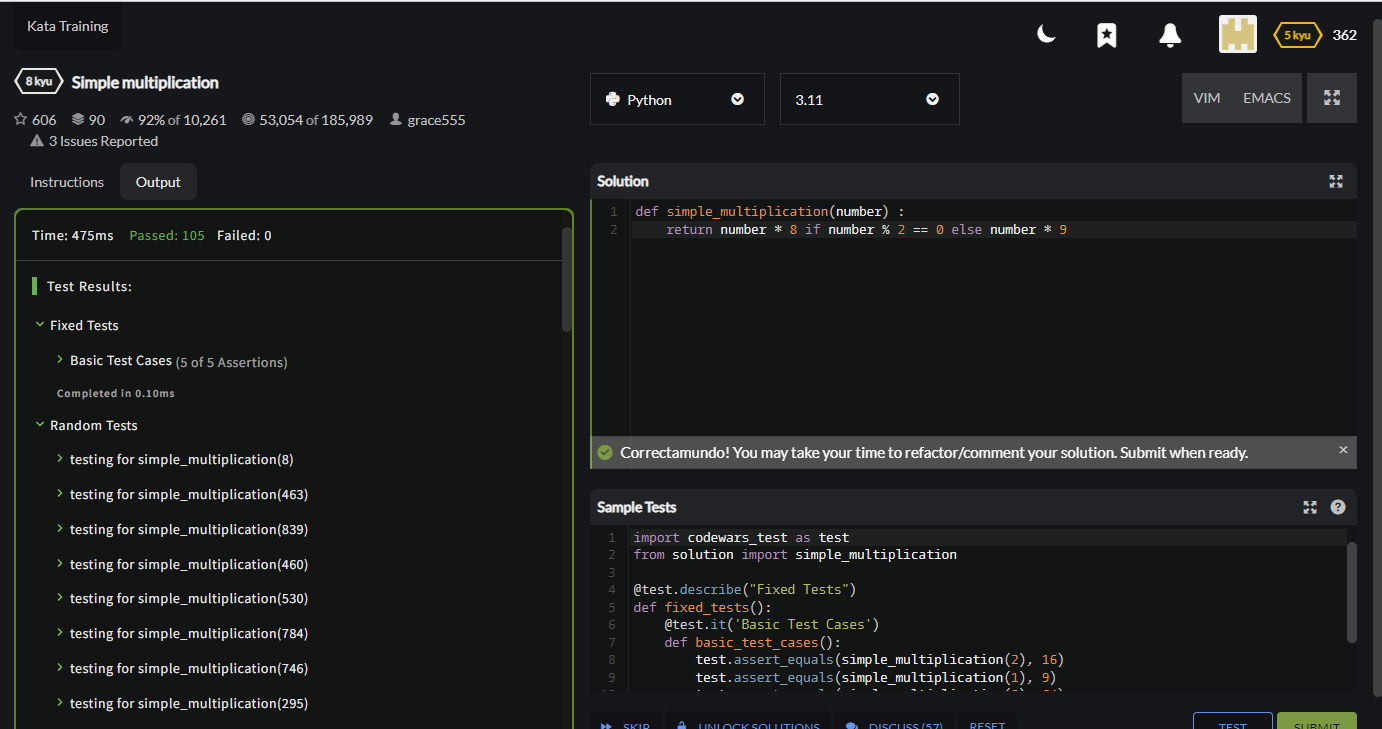 Kata Training
5 kyu 362
8 kyu Simple multiplication
606 90 92% of 10,261 53,054 of 185,989 grace555
3 Issues Reported
Instructions Output
Time: 475ms Passed: 105 Failed: 0
Test Results:
Fixed Tests
Basic Test Cases (5 of 5 Assertions)
Completed in 0.10ms
Random Tests
testing for simple_multiplication(8)
testing for simple_multiplication(463)
testing for simple_multiplication(839)
testing for simple_multiplication(460)
testing for simple_multiplication(530)
testing for simple_multiplication(784)
testing for simple_multiplication(746)
testing for simple_multiplication(295)
Python 3.11 VIM EMACS
Solution
1 def simple_multiplication(number) :
2 return number * 8 if number % 2 == 0 else number * 9
Correctamundo! You may take your time to refactor/comment your solution. Submit when ready.
Sample Tests
1 import codewars_test as test
2 from solution import simple_multiplication
3
4 @test.describe("Fixed Tests")
5 def fixed_tests():
6 @test.it('Basic Test Cases')
7 def basic_test_cases():
8 test.assert_equals(simple_multiplication(2), 16)
9 test.assert_equals(simple_multiplication(1), 9)
SKIP UNLOCK SOLUTIONS DISCUSS (57) RESET TEST SUBMIT